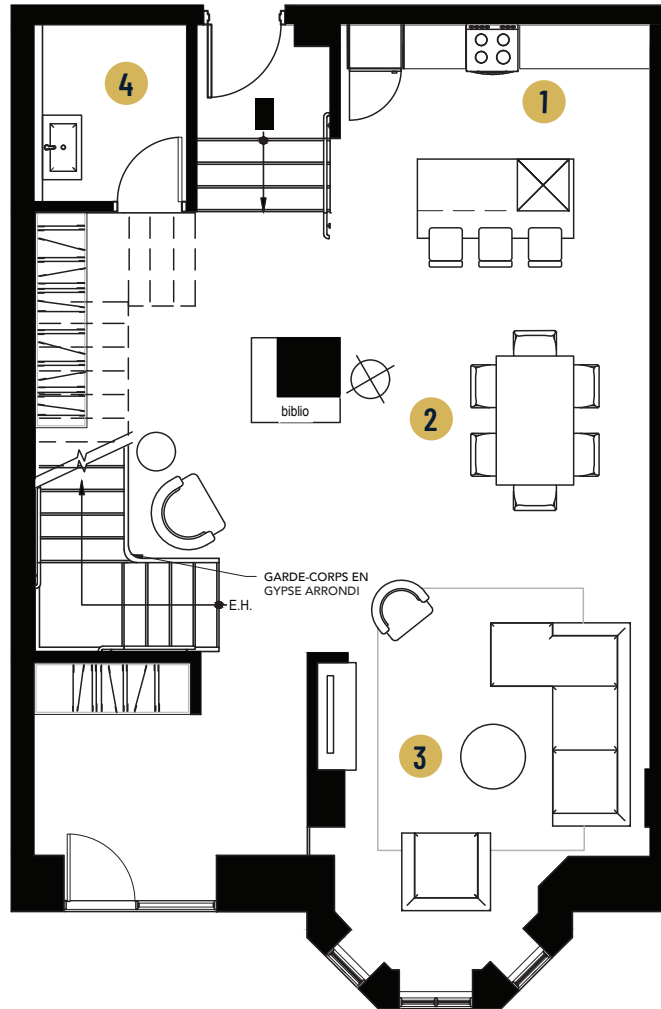 4
1
biblio
2
GARDE-CORPS EN
GYPSE ARRONDI
E.H.
3